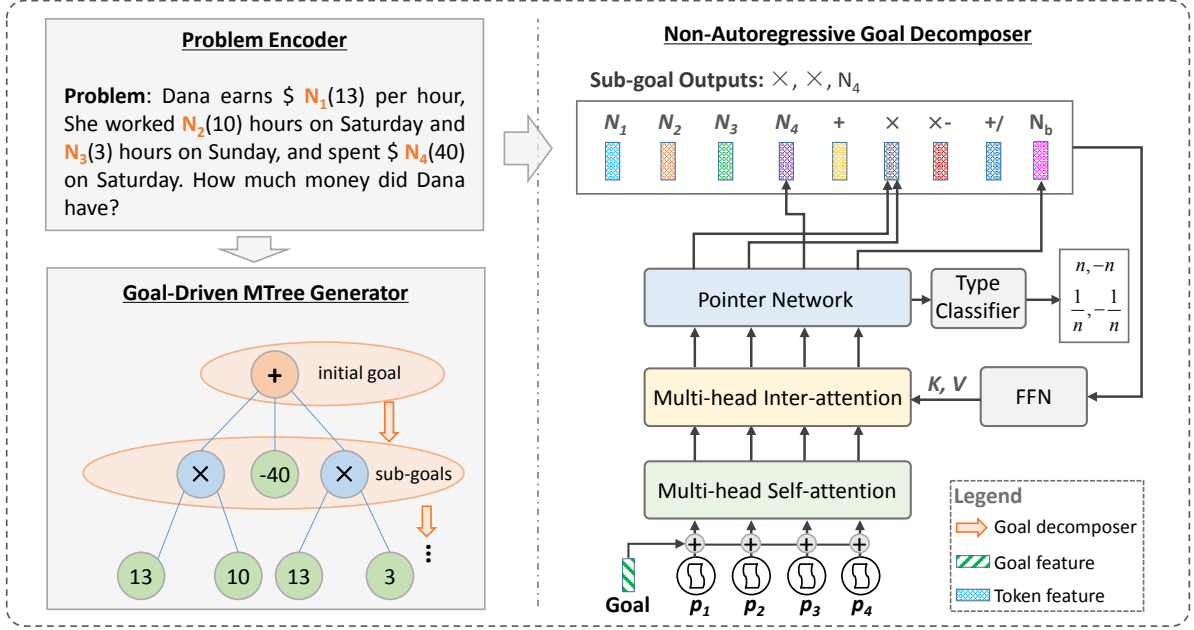 Problem Encoder
Problem: Dana earns $ N₁(13) per hour,
She worked N₂(10) hours on Saturday and
N₃(3) hours on Sunday, and spent $ N₄(40)
on Saturday. How much money did Dana
have?
Goal-Driven MTree Generator
+
initial goal
×
-40
×
sub-goals
13
10
13
3
⋮
Non-Autoregressive Goal Decomposer
Sub-goal Outputs: ×, ×, N₄
N₁ N₂ N₃ N₄ + × ×- +/ N_b
Pointer Network
Type
Classifier
n, -n
1/n, -1/n
Multi-head Inter-attention
K, V
FFN
Multi-head Self-attention
+ + + +
Goal
p₁ p₂ p₃ p₄
Legend
Goal decomposer
Goal feature
Token feature